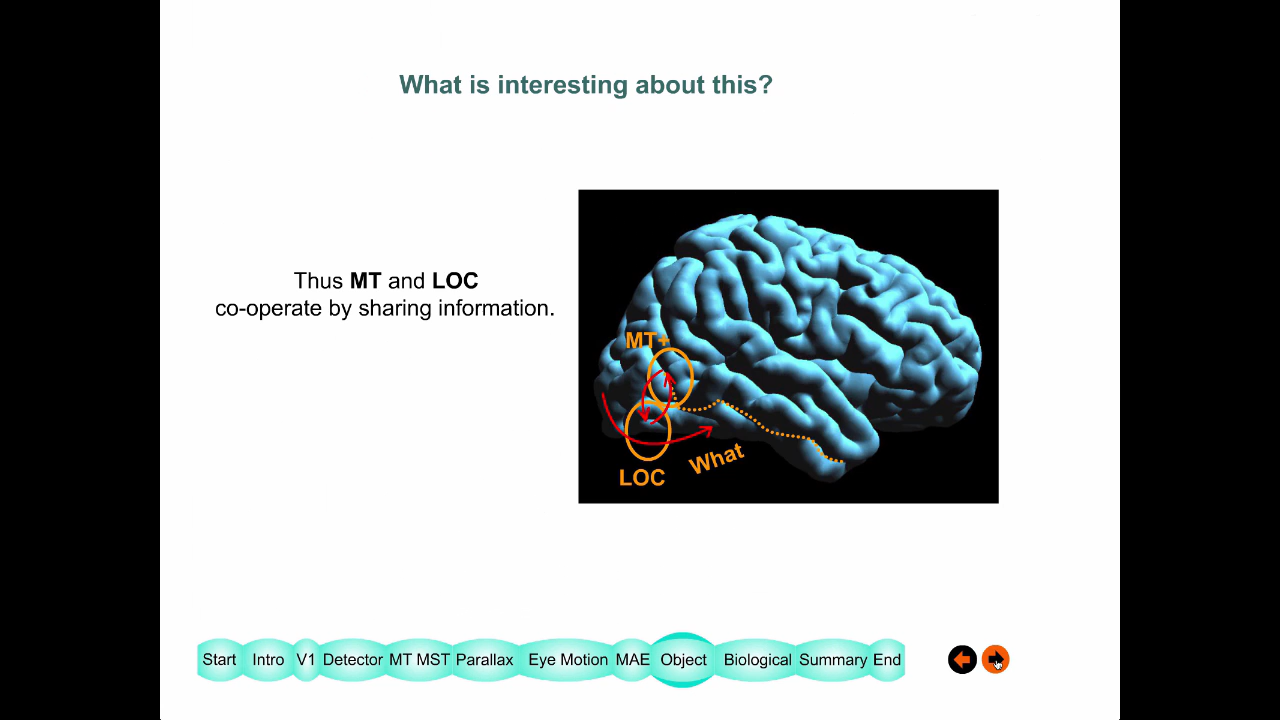 What is interesting about this?
Thus MT and LOC
co-operate by sharing information.
MT+
LOC
What
Start Intro V1 Detector MT MST Parallax Eye Motion MAE Object Biological Summary End